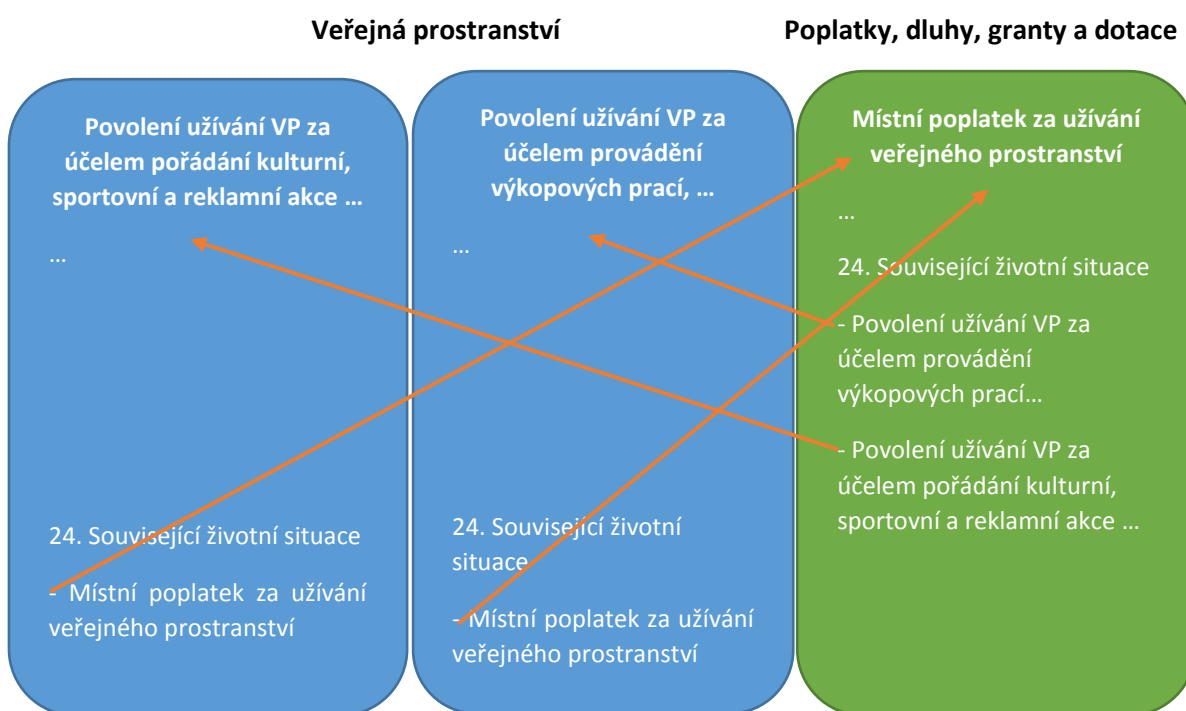 Veřejná prostranství
Poplatky, dluhy, granty a dotace
Povolení užívání VP za
účelem pořádání kulturní,
sportovní a reklamní akce …
…
24. Související životní situace
- Místní poplatek za užívání
veřejného prostranství
Povolení užívání VP za
účelem provádění
výkopových prací, …
…
24. Související životní
situace
- Místní poplatek za užívání
veřejného prostranství
Místní poplatek za užívání
veřejného prostranství
…
24. Související životní situace
- Povolení užívání VP za
účelem provádění
výkopových prací…
- Povolení užívání VP za
účelem pořádání kulturní,
sportovní a reklamní akce …